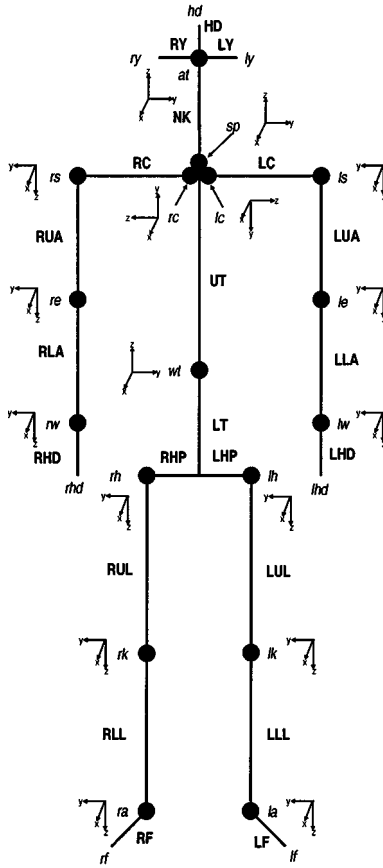 hd
HD
RY LY
ry ly
at
z
y
x
NK
sp
z
y
x
RC LC
y
x
z
rs
ls
y
x
z
rc lc
y
z
x
z
x
y
RUA LUA
UT
y
x
z
re
le
y
x
z
RLA LLA
z
y
x
wt
y
x
z
rw
lw
y
x
z
LT
RHD LHD
RHP LHP
rhd rh lh lhd
y
x
z
y
x
z
RUL LUL
y
x
z
rk lk
y
x
z
RLL LLL
y
x
z
ra la
y
x
z
RF LF
rf lf